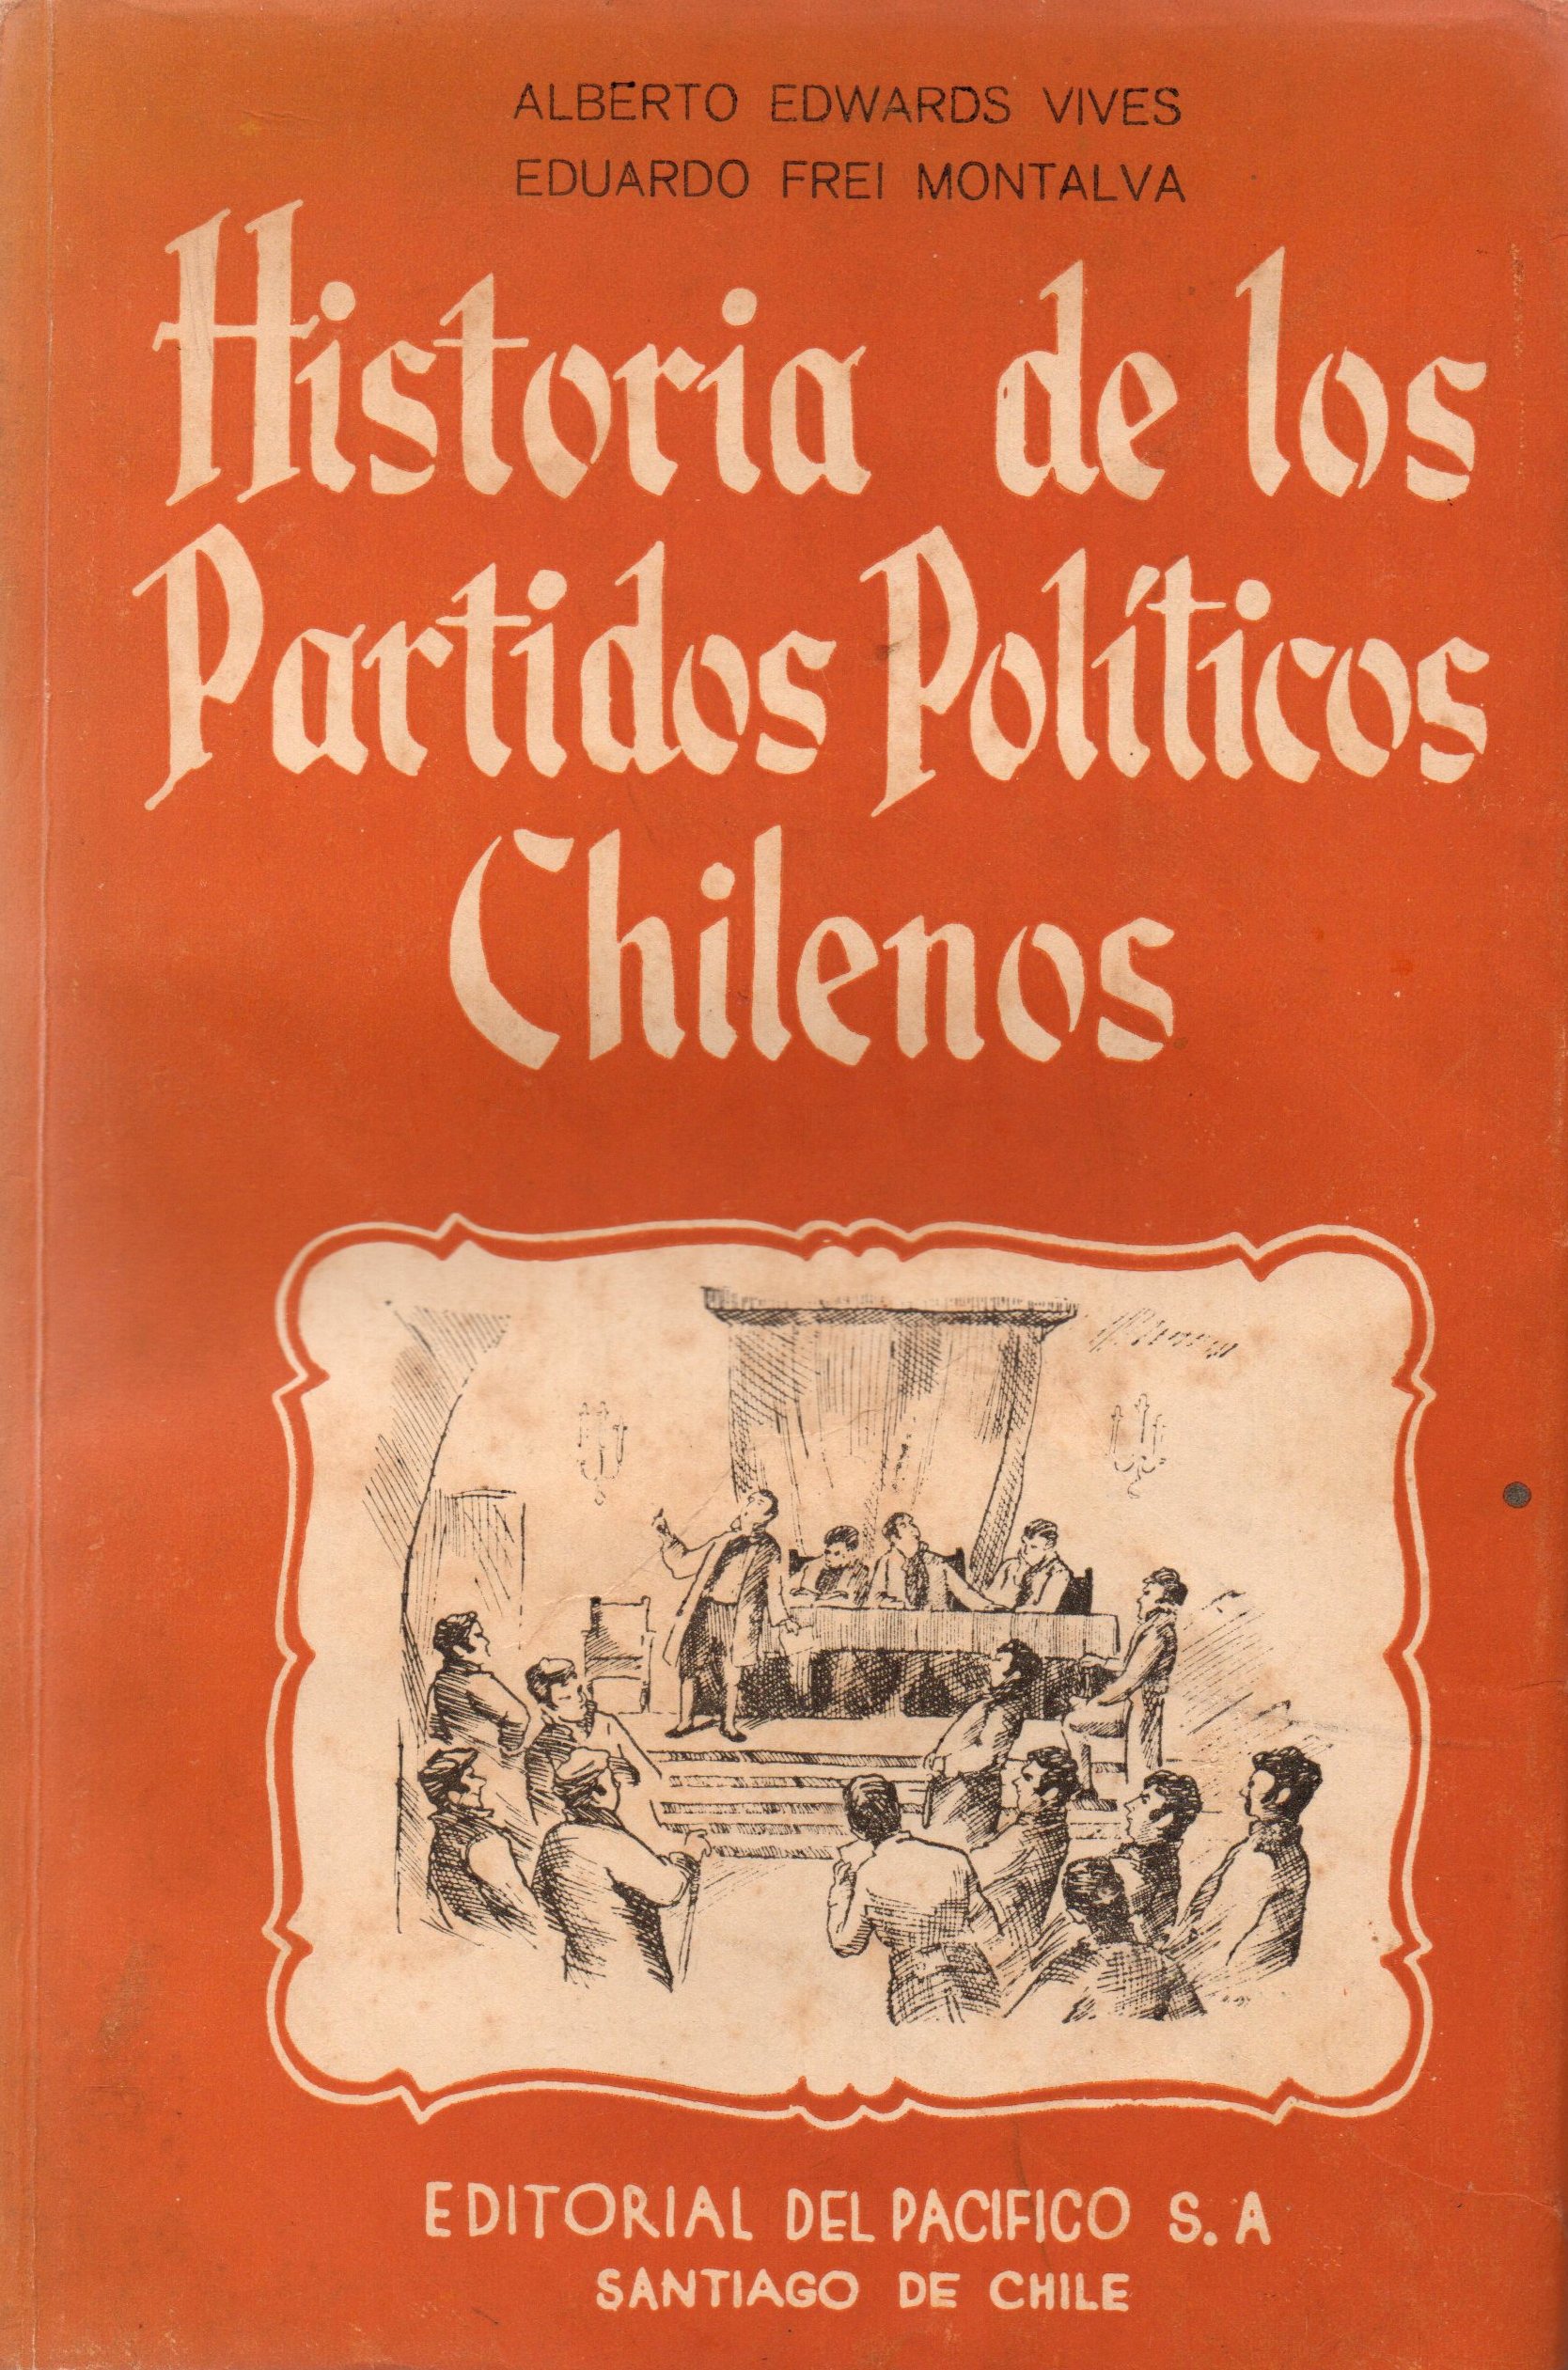 ALBERTO EDWARDS VIVES
EDUARDO FREI MONTALVA
Historia de los
Partidos Políticos
Chilenos
EDITORIAL DEL PACIFICO S. A
SANTIAGO DE CHILE